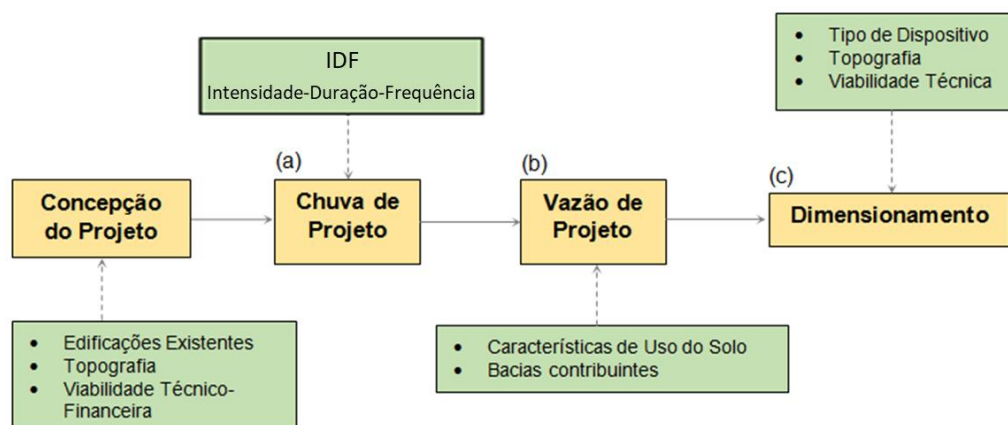 IDF
Intensidade-Duração-Frequência
• Tipo de Dispositivo
• Topografia
• Viabilidade Técnica
Concepção
do Projeto
(a)
Chuva de
Projeto
(b)
Vazão de
Projeto
(c)
Dimensionamento
• Edificações Existentes
• Topografia
• Viabilidade Técnico-
Financeira
• Características de Uso do Solo
• Bacias contribuintes